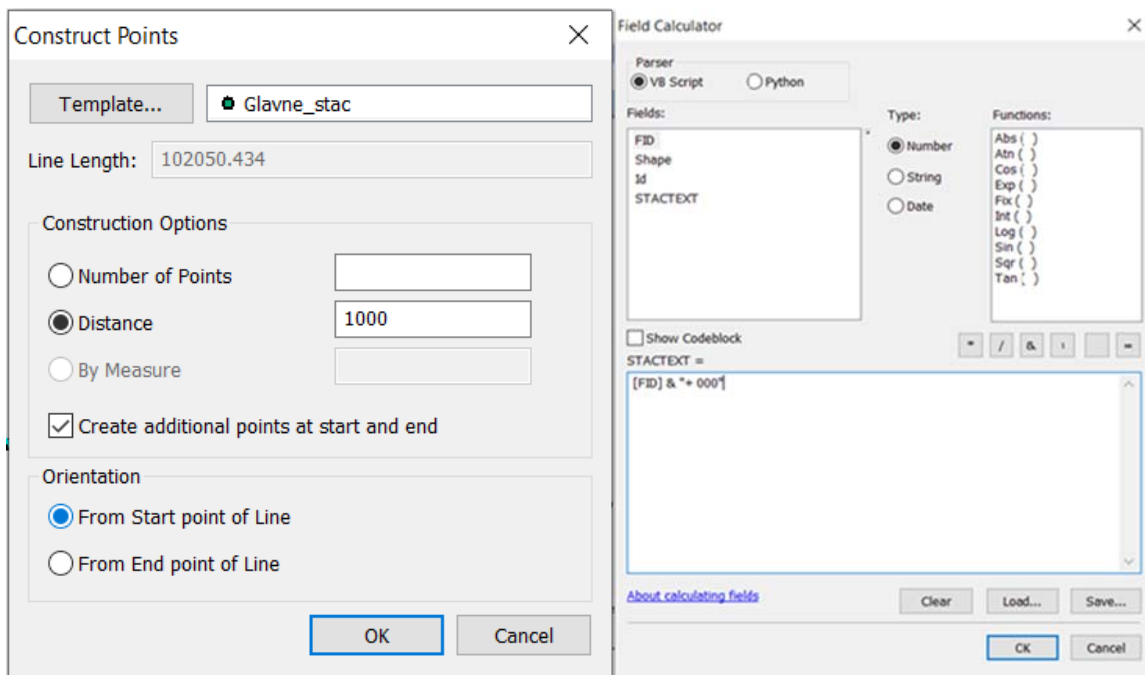 Construct Points
Template...
Glavne_stac
Line Length:
102050.434
Construction Options
Number of Points
Distance
1000
By Measure
Create additional points at start and end
Orientation
From Start point of Line
From End point of Line
OK
Cancel
Field Calculator
Parser
VB Script
Python
Fields:
Type:
Functions:
FID
Shape
Id
STACTEXT
Number
String
Date
Abs ( )
Atn ( )
Cos ( )
Exp ( )
Fix ( )
Int ( )
Log ( )
Sin ( )
Sqr ( )
Tan ( )
Show Codeblock
* / &
STACTEXT =
[FID] & "+ 000"
About calculating fields
Clear
Load...
Save...
OK
Cancel